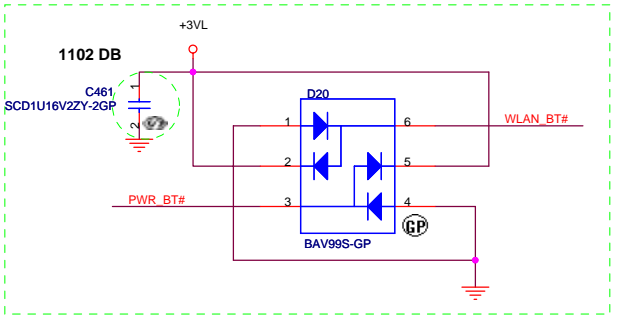 +3VL
1102 DB
C461
SCD1U16V2ZY-2GP
1
2
D20
1
6
WLAN_BT#
2
5
PWR_BT#
3
4
GP
BAV99S-GP